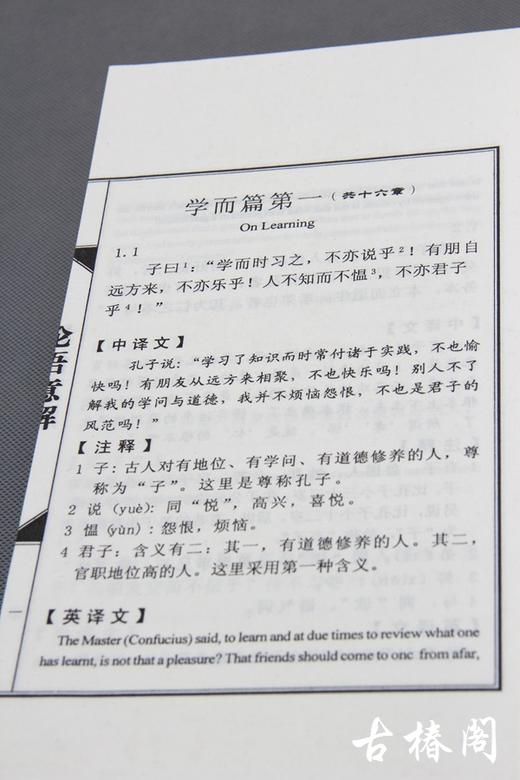 学而篇第一（共十六章）
On Learning
1.1
子曰¹：“学而时习之，不亦说乎²！有朋自
远方来，不亦乐乎！人不知而不愠³，不亦君子
乎⁴！”
【中译文】
孔子说：“学习了知识而时常付诸于实践，不也愉
快吗！有朋友从远方来相聚，不也快乐吗！别人不了
解我的学问与道德，我并不烦恼怨恨，不也是君子的
风范吗！”
【注释】
1 子：古人对有地位、有学问、有道德修养的人，尊
称为“子”。这里是尊称孔子。
2 说（yuè）：同“悦”，高兴，喜悦。
3 愠（yùn）：怨恨，烦恼。
4 君子：含义有二：其一，有道德修养的人。其二，
官职地位高的人。这里采用第一种含义。
【英译文】
The Master (Confucius) said, to learn and at due times to review what one
has learnt, is not that a pleasure? That friends should come to one from afar,
论语意解
古椿阁